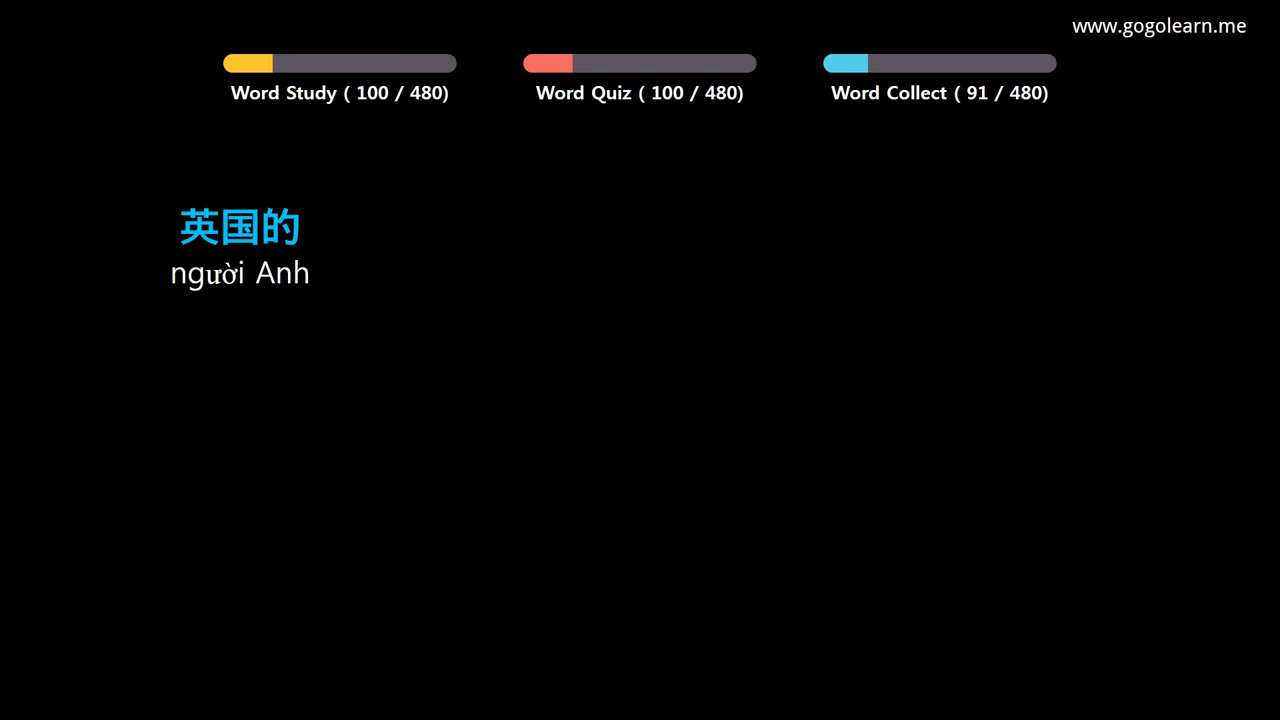 www.gogolearn.me
Word Study ( 100 / 480)
Word Quiz ( 100 / 480)
Word Collect ( 91 / 480)
英国的
người Anh